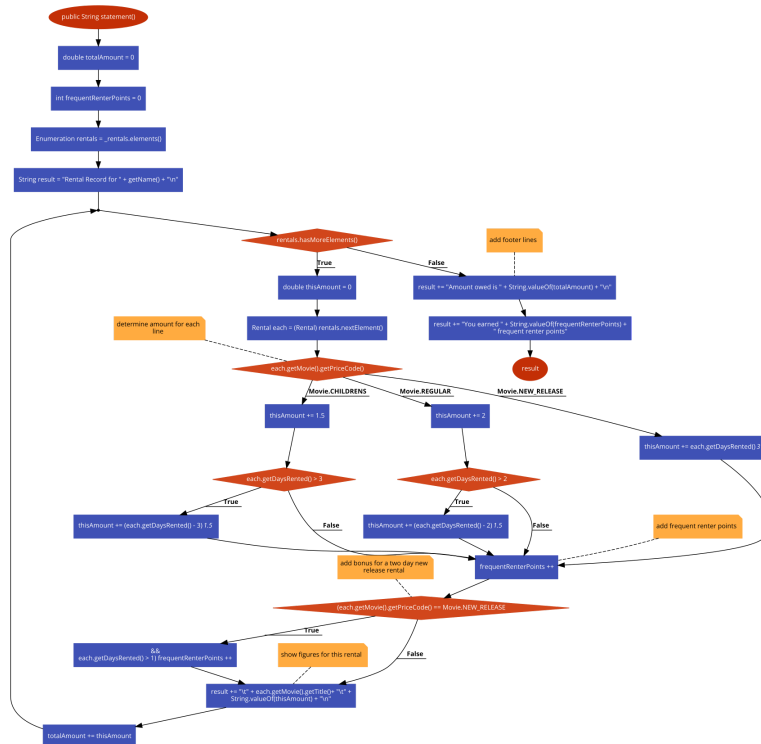 public String statement()
double totalAmount = 0
int frequentRenterPoints = 0
Enumeration rentals = _rentals.elements()
String result = "Rental Record for " + getName() + "\n"
rentals.hasMoreElements()
add footer lines
True
False
double thisAmount = 0
result += "Amount owed is " + String.valueOf(totalAmount) + "\n"
determine amount for each
line
Rental each = (Rental) rentals.nextElement()
result += "You earned " + String.valueOf(frequentRenterPoints) +
" frequent renter points"
each.getMovie().getPriceCode()
result
Movie.CHILDRENS
Movie.REGULAR
Movie.NEW_RELEASE
thisAmount += 1.5
thisAmount += 2
thisAmount += each.getDaysRented() 3
each.getDaysRented() > 3
each.getDaysRented() > 2
True
True
thisAmount += (each.getDaysRented() - 3) 1.5
False
thisAmount += (each.getDaysRented() - 2) 1.5
False
add frequent renter points
add bonus for a two day new
release rental
frequentRenterPoints ++
(each.getMovie().getPriceCode() == Movie.NEW_RELEASE
True
&&
each.getDaysRented() > 1) frequentRenterPoints ++
show figures for this rental
False
result += "\t" + each.getMovie().getTitle()+ "\t" +
String.valueOf(thisAmount) + "\n"
totalAmount += thisAmount